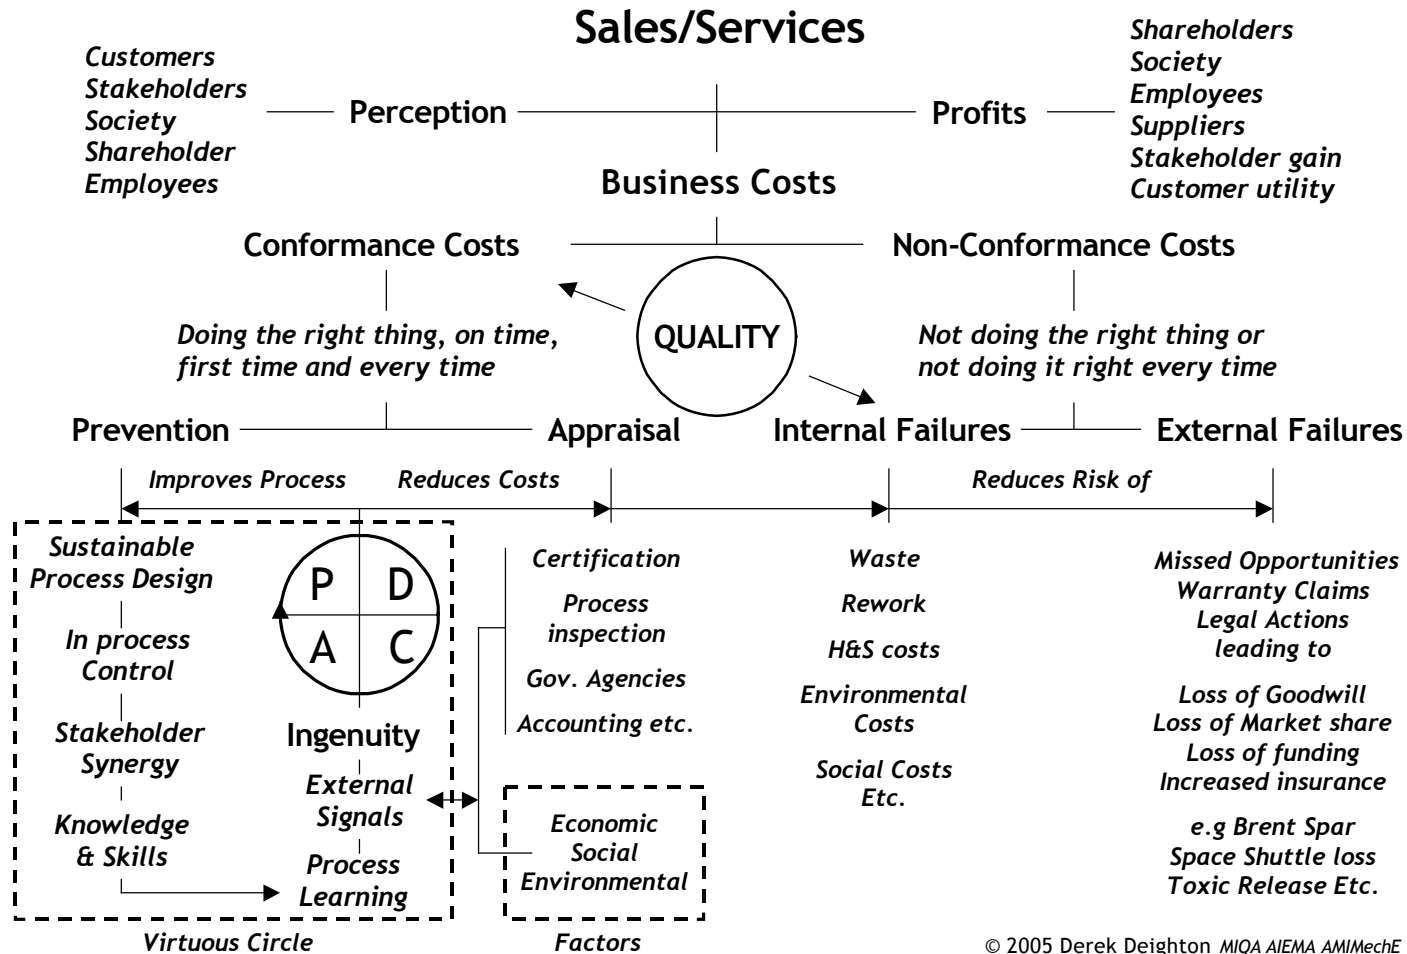 Sales/Services
Customers
Stakeholders
Society
Shareholder
Employees
Perception
Profits
Shareholders
Society
Employees
Suppliers
Stakeholder gain
Customer utility
Business Costs
Conformance Costs
Non-Conformance Costs
Doing the right thing, on time,
first time and every time
QUALITY
Not doing the right thing or
not doing it right every time
Prevention
Appraisal
Internal Failures
External Failures
Improves Process
Reduces Costs
Reduces Risk of
Sustainable
Process Design
In process
Control
Stakeholder
Synergy
Knowledge
& Skills
P D
A C
Ingenuity
External
Signals
Process
Learning
Virtuous Circle
Certification
Process
inspection
Gov. Agencies
Accounting etc.
Economic
Social
Environmental
Factors
Waste
Rework
H&S costs
Environmental
Costs
Social Costs
Etc.
Missed Opportunities
Warranty Claims
Legal Actions
leading to
Loss of Goodwill
Loss of Market share
Loss of funding
Increased insurance
e.g Brent Spar
Space Shuttle loss
Toxic Release Etc.
© 2005 Derek Deighton MIQA AIEMA AMIMechE